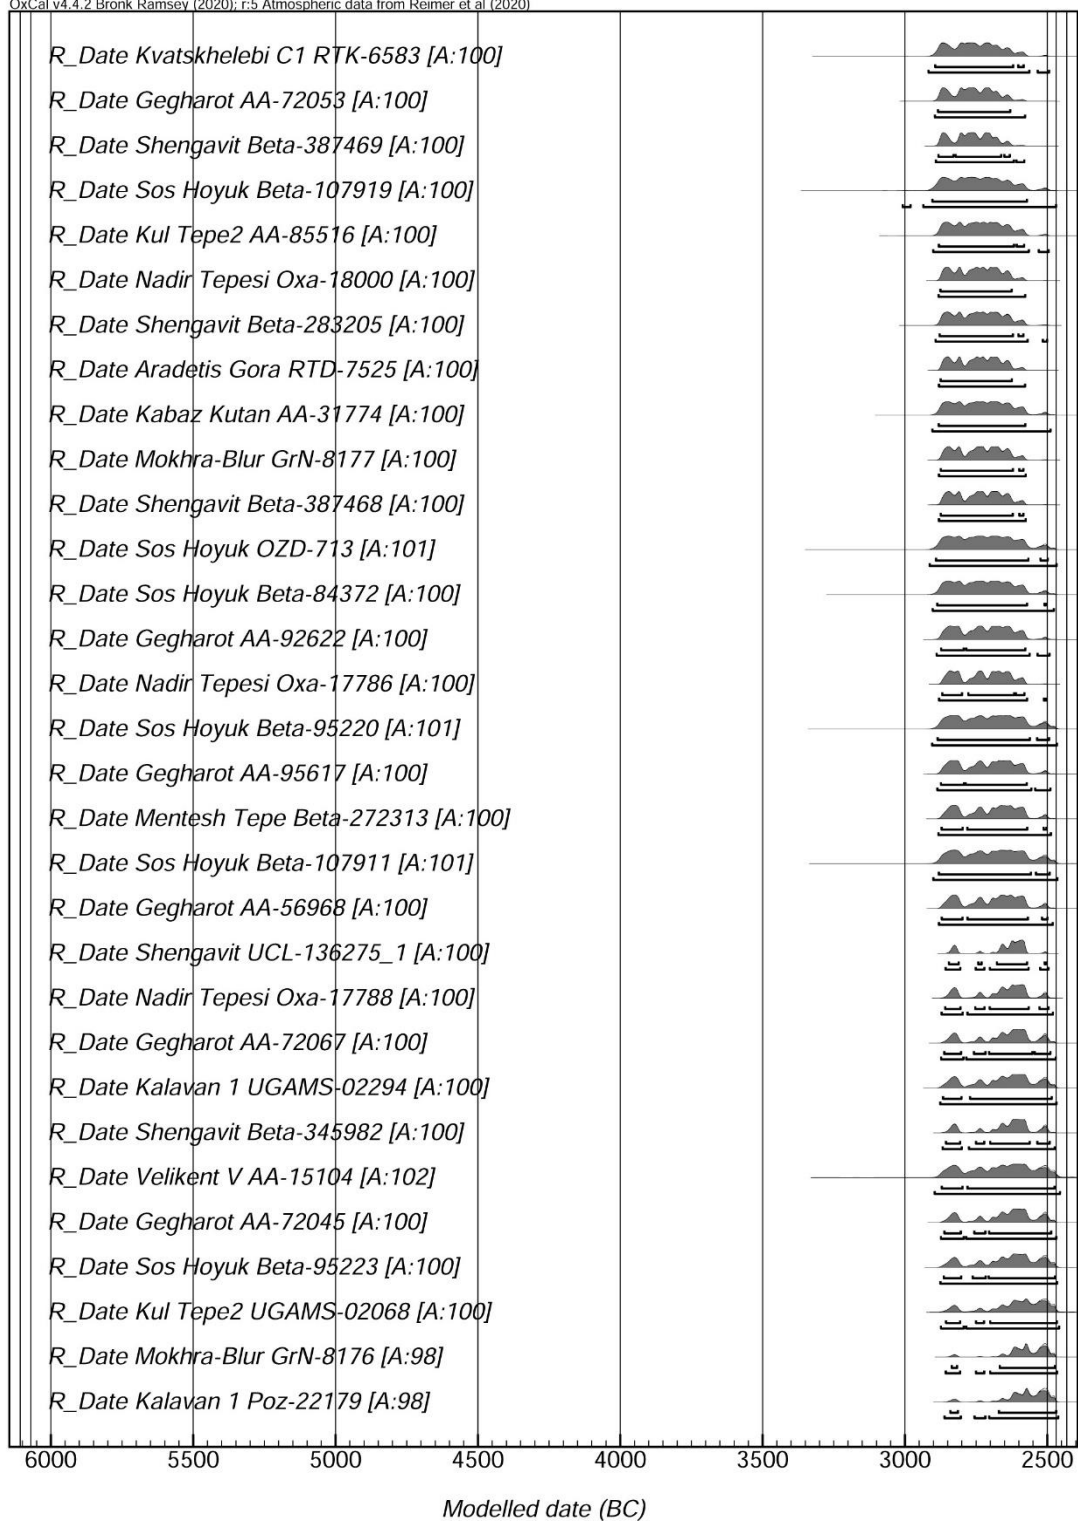 OxCal v4.4.2 Bronk Ramsey (2020); r:5 Atmospheric data from Reimer et al (2020)
R_Date Kvatskhelebi C1 RTK-6583 [A:100]
R_Date Gegharot AA-72053 [A:100]
R_Date Shengavit Beta-387469 [A:100]
R_Date Sos Hoyuk Beta-107919 [A:100]
R_Date Kul Tepe2 AA-85516 [A:100]
R_Date Nadir Tepesi Oxa-18000 [A:100]
R_Date Shengavit Beta-283205 [A:100]
R_Date Aradetis Gora RTD-7525 [A:100]
R_Date Kabaz Kutan AA-31774 [A:100]
R_Date Mokhra-Blur GrN-8177 [A:100]
R_Date Shengavit Beta-387468 [A:100]
R_Date Sos Hoyuk OZD-713 [A:101]
R_Date Sos Hoyuk Beta-84372 [A:100]
R_Date Gegharot AA-92622 [A:100]
R_Date Nadir Tepesi Oxa-17786 [A:100]
R_Date Sos Hoyuk Beta-95220 [A:101]
R_Date Gegharot AA-95617 [A:100]
R_Date Mentesh Tepe Beta-272313 [A:100]
R_Date Sos Hoyuk Beta-107911 [A:101]
R_Date Gegharot AA-56968 [A:100]
R_Date Shengavit UCL-136275_1 [A:100]
R_Date Nadir Tepesi Oxa-17788 [A:100]
R_Date Gegharot AA-72067 [A:100]
R_Date Kalavan 1 UGAMS-02294 [A:100]
R_Date Shengavit Beta-345982 [A:100]
R_Date Velikent V AA-15104 [A:102]
R_Date Gegharot AA-72045 [A:100]
R_Date Sos Hoyuk Beta-95223 [A:100]
R_Date Kul Tepe2 UGAMS-02068 [A:100]
R_Date Mokhra-Blur GrN-8176 [A:98]
R_Date Kalavan 1 Poz-22179 [A:98]
6000 5500 5000 4500 4000 3500 3000 2500
Modelled date (BC)